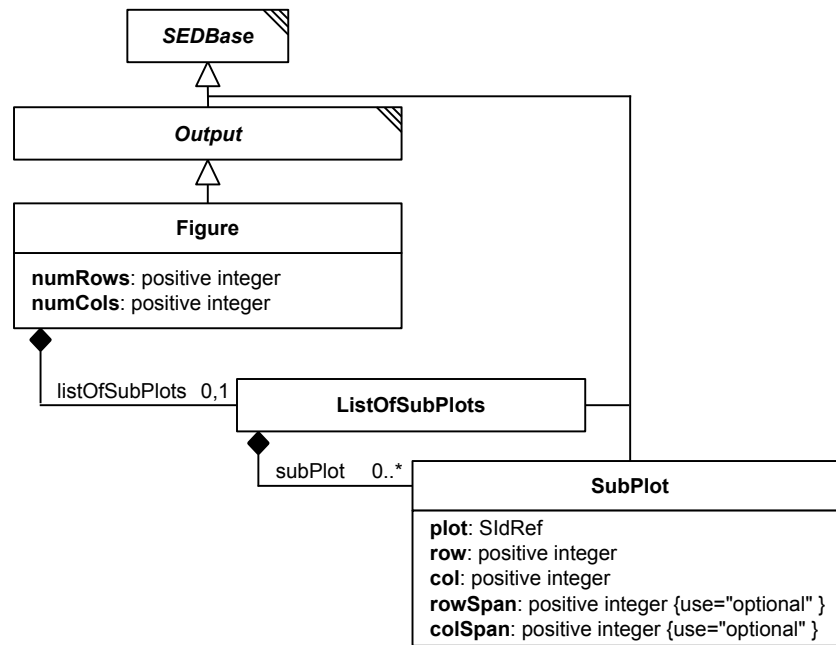 SEDBase
Output
Figure
numRows: positive integer
numCols: positive integer
listOfSubPlots 0,1
ListOfSubPlots
subPlot 0..*
SubPlot
plot: SIdRef
row: positive integer
col: positive integer
rowSpan: positive integer {use="optional" }
colSpan: positive integer {use="optional" }